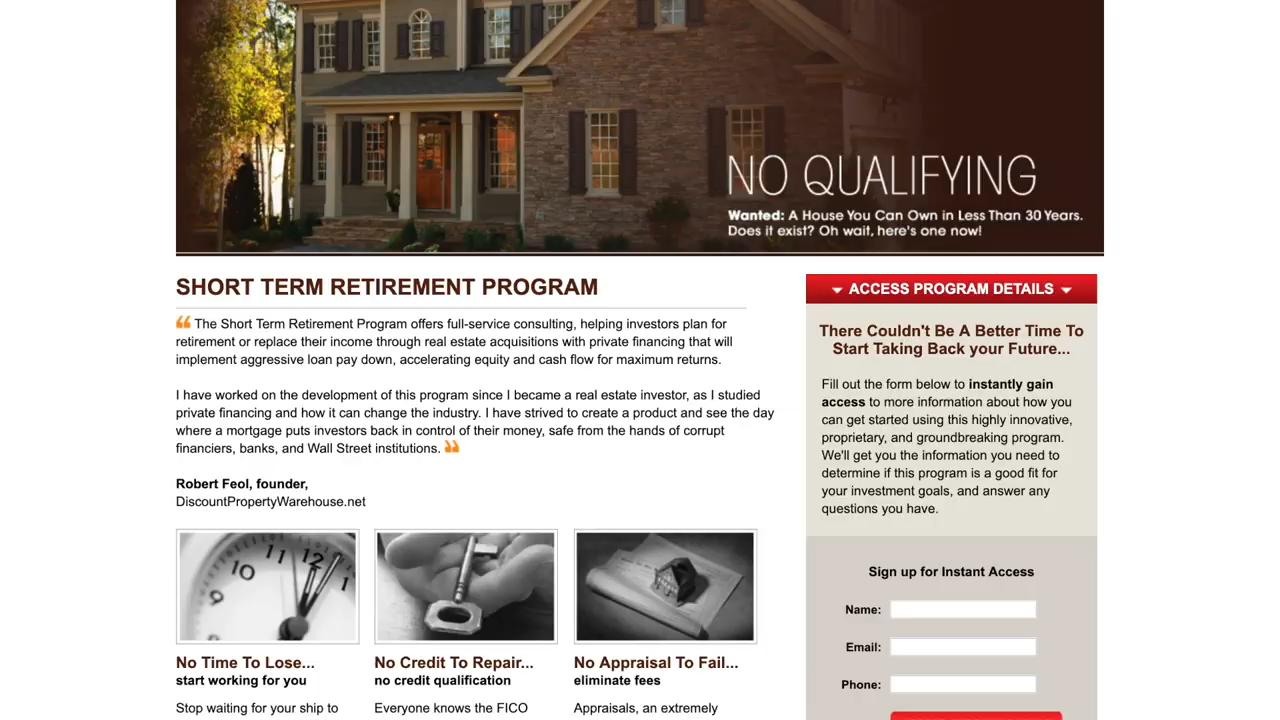 NO QUALIFYING
Wanted: A House You Can Own in Less Than 30 Years.
Does it exist? Oh wait, here's one now!
SHORT TERM RETIREMENT PROGRAM
“ The Short Term Retirement Program offers full-service consulting, helping investors plan for
retirement or replace their income through real estate acquisitions with private financing that will
implement aggressive loan pay down, accelerating equity and cash flow for maximum returns.
I have worked on the development of this program since I became a real estate investor, as I studied
private financing and how it can change the industry. I have strived to create a product and see the day
where a mortgage puts investors back in control of their money, safe from the hands of corrupt
financiers, banks, and Wall Street institutions. ”
Robert Feol, founder,
DiscountPropertyWarehouse.net
10 11 12 1
9
No Time To Lose...
start working for you
Stop waiting for your ship to
No Credit To Repair...
no credit qualification
Everyone knows the FICO
No Appraisal To Fail...
eliminate fees
Appraisals, an extremely
ACCESS PROGRAM DETAILS
There Couldn't Be A Better Time To
Start Taking Back your Future...
Fill out the form below to instantly gain
access to more information about how you
can get started using this highly innovative,
proprietary, and groundbreaking program.
We'll get you the information you need to
determine if this program is a good fit for
your investment goals, and answer any
questions you have.
Sign up for Instant Access
Name:
Email:
Phone: